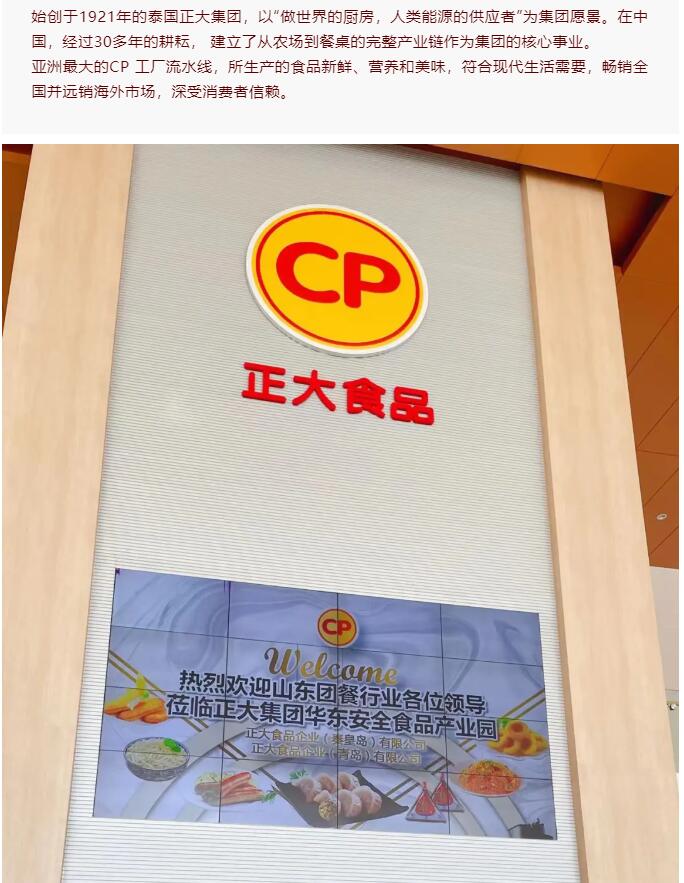 始创于1921年的泰国正大集团，以“做世界的厨房，人类能源的供应者”为集团愿景。在中
国，经过30多年的耕耘， 建立了从农场到餐桌的完整产业链作为集团的核心事业。
亚洲最大的CP 工厂流水线，所生产的食品新鲜、营养和美味，符合现代生活需要，畅销全
国并远销海外市场，深受消费者信赖。
CP
正大食品
CP
Welcome
热烈欢迎山东团餐行业各位领导
莅临正大集团华东安全食品产业园
正大食品企业（秦皇岛）有限公司
正大食品企业（青岛）有限公司